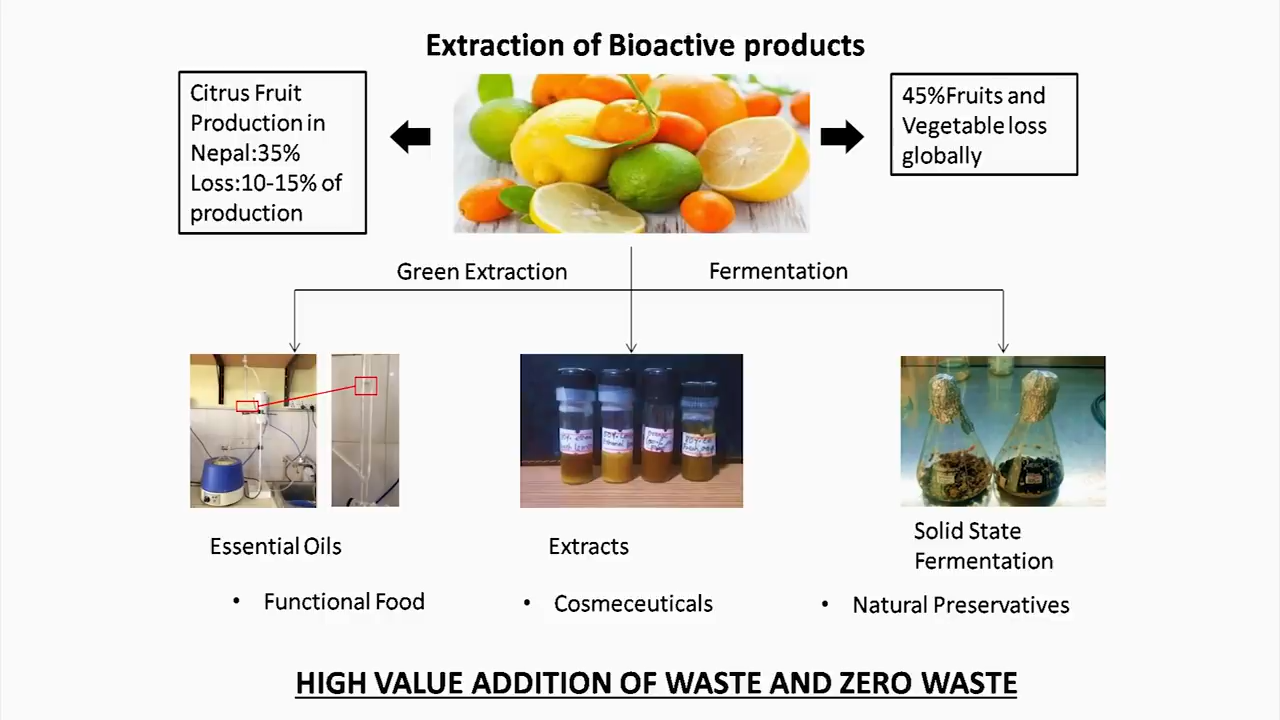 Extraction of Bioactive products
Citrus Fruit
Production in
Nepal:35%
Loss:10-15% of
production
45%Fruits and
Vegetable loss
globally
Green Extraction
Fermentation
Essential Oils
Extracts
Solid State
Fermentation
• Functional Food
• Cosmeceuticals
• Natural Preservatives
HIGH VALUE ADDITION OF WASTE AND ZERO WASTE